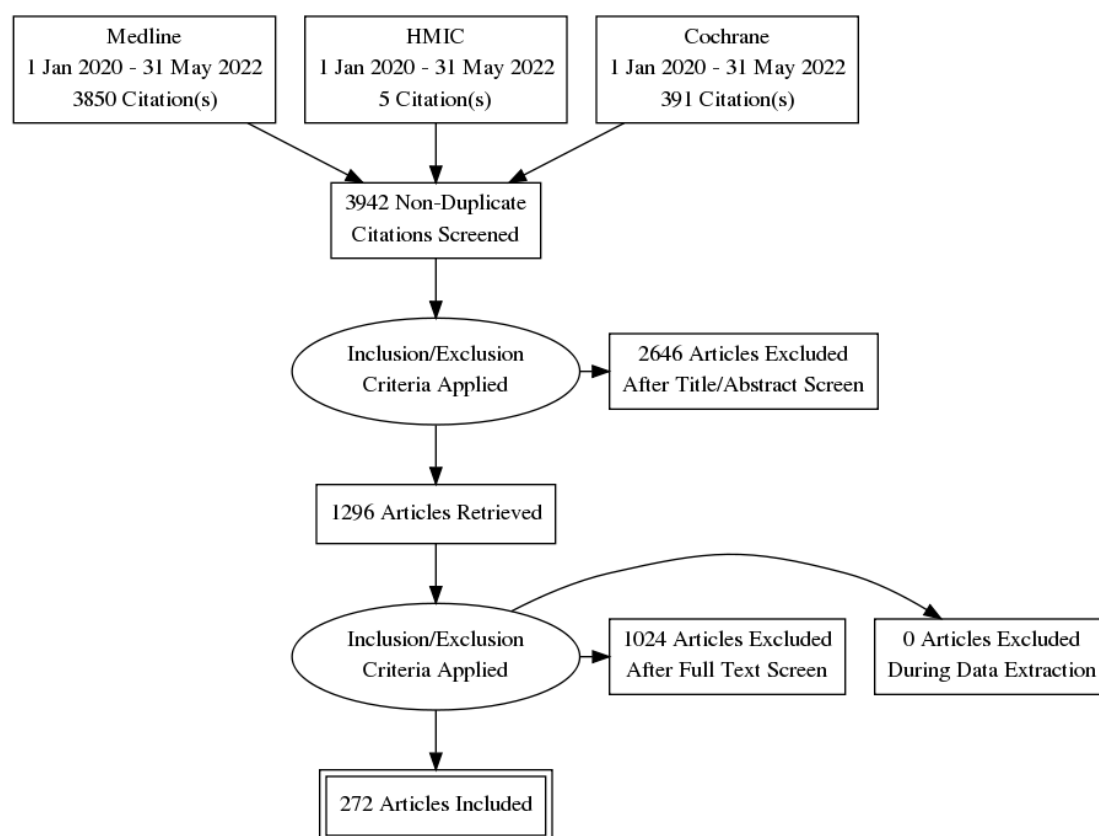 Medline
1 Jan 2020 - 31 May 2022
3850 Citation(s)
HMIC
1 Jan 2020 - 31 May 2022
5 Citation(s)
Cochrane
1 Jan 2020 - 31 May 2022
391 Citation(s)
3942 Non-Duplicate
Citations Screened
Inclusion/Exclusion
Criteria Applied
2646 Articles Excluded
After Title/Abstract Screen
1296 Articles Retrieved
Inclusion/Exclusion
Criteria Applied
1024 Articles Excluded
After Full Text Screen
0 Articles Excluded
During Data Extraction
272 Articles Included